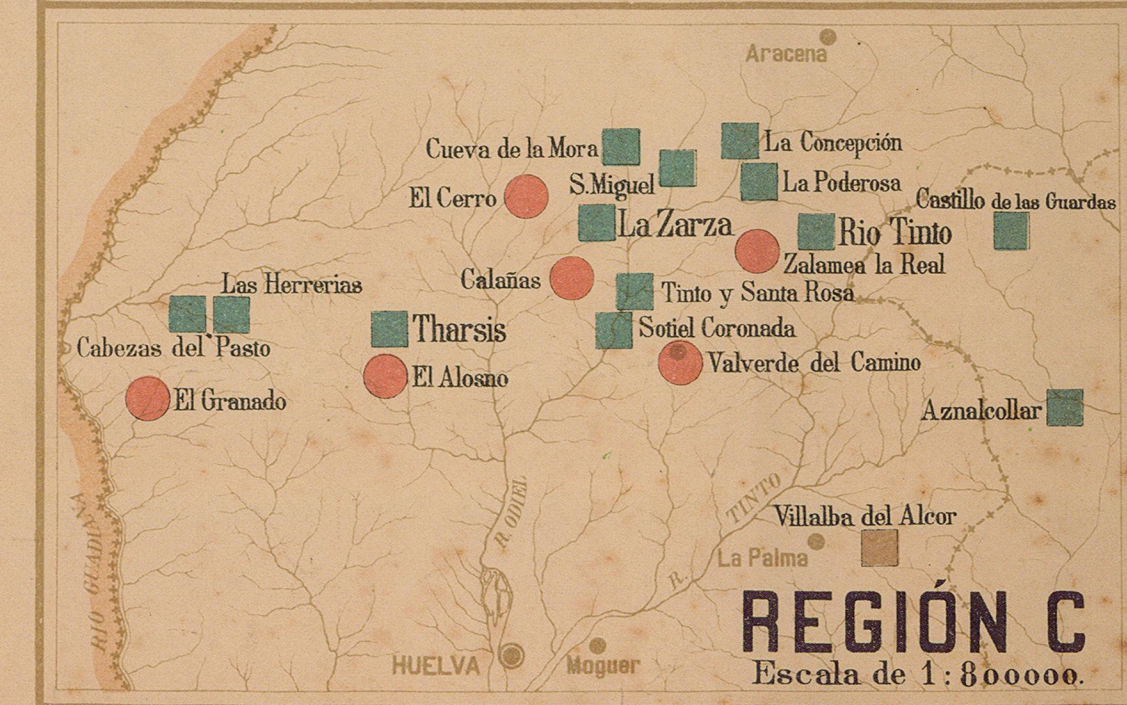 Aracena
Cueva de la Mora
La Concepción
S. Miguel
La Poderosa
El Cerro
Castillo de las Guardas
La Zarza
Rio Tinto
Zalamea la Real
Calañas
Las Herrerias
Tinto y Santa Rosa
Tharsis
Sotiel Coronada
Cabezas del Pasto
Valverde del Camino
El Alosno
El Granado
Aznalcollar
RIO GUADIANA
R. ODIEL
R. TINTO
Villalba del Alcor
La Palma
REGIÓN C
HUELVA
Moguer
Escala de 1:800000.